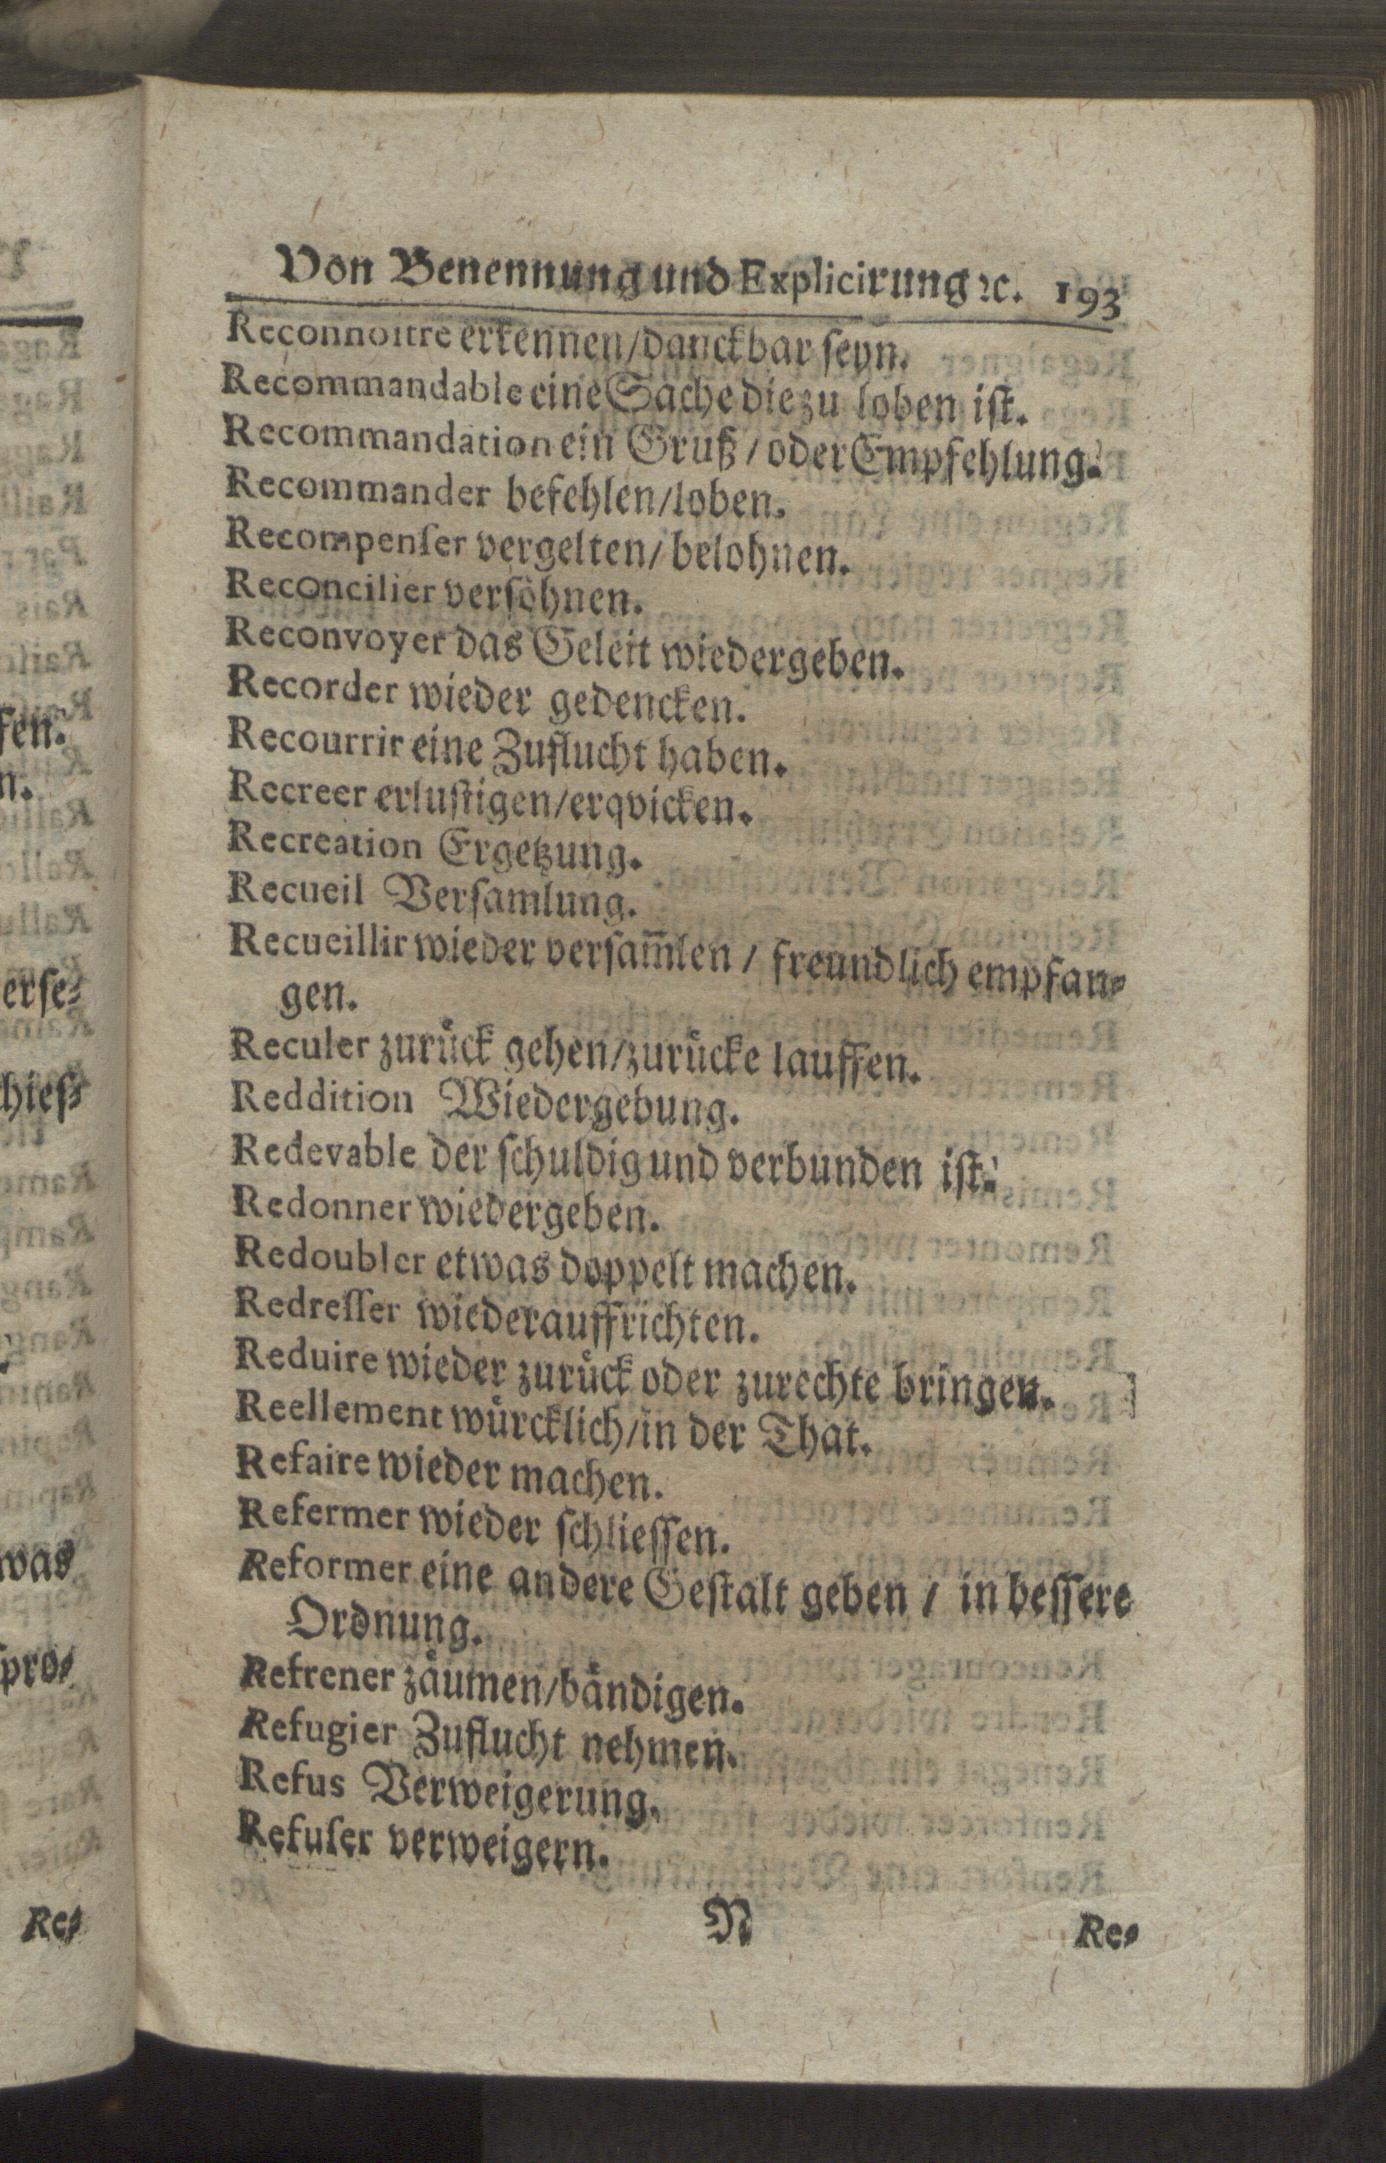 Von Benennung und Explicirung ꝛc. 193
Reconnoitre erkennen/danckbar seyn.
Recommandable eine Sache die zu loben ist.
Recommandation ein Gruß / oder Empfehlung.
Recommander befehlen/loben.
Recompenſer vergelten/belohnen.
Reconcilier versöhnen.
Reconvoyer das Geleit wiedergeben.
Recorder wieder gedencken.
Recourrir eine Zuflucht haben.
Recreer erlustigen/erqvicken.
Recreation Ergetzung.
Recueil Versamlung.
Recueillir wieder versam̅len / freundlich empfan-
gen.
Reculer zurück gehen/zurücke lauffen.
Reddition Wiedergebung.
Redevable der schuldig und verbunden ist.
Redonner wiedergeben.
Redoubler etwas doppelt machen.
Redreſſer wiederauffrichten.
Reduire wieder zurück oder zurechte bringen.
Reellement würcklich/in der That.
Refaire wieder machen.
Refermer wieder schliessen.
Reformer eine andere Gestalt geben / in bessere
Ordnung.
Refrener zäumen/bändigen.
Refugier Zuflucht nehmen.
Refus Verweigerung.
Refuſer verweigern.
N Re-